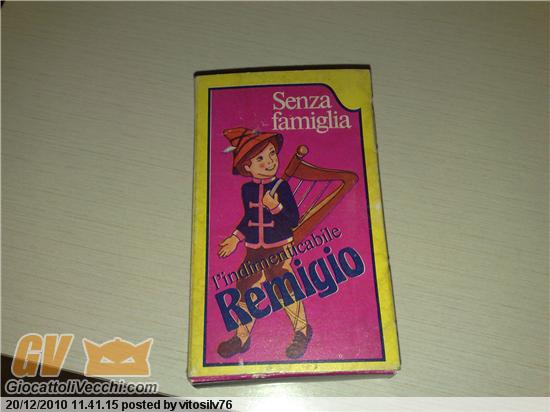 Senza
famiglia
l'indimenticabile
Remigio
GV
GiocattoliVecchi.com
20/12/2010 11.41.15 posted by vitosilv76